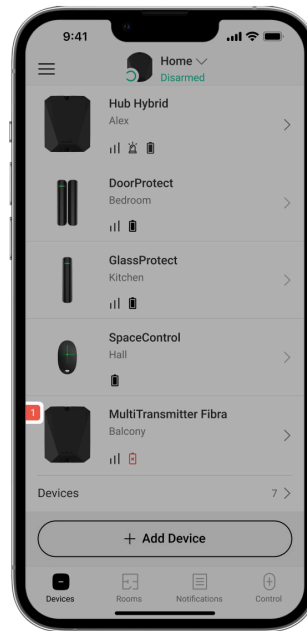 9:41
Home
Disarmed
Hub Hybrid
Alex
DoorProtect
Bedroom
GlassProtect
Kitchen
SpaceControl
Hall
1
MultiTransmitter Fibra
Balcony
Devices 7
+ Add Device
Devices Rooms Notifications Control